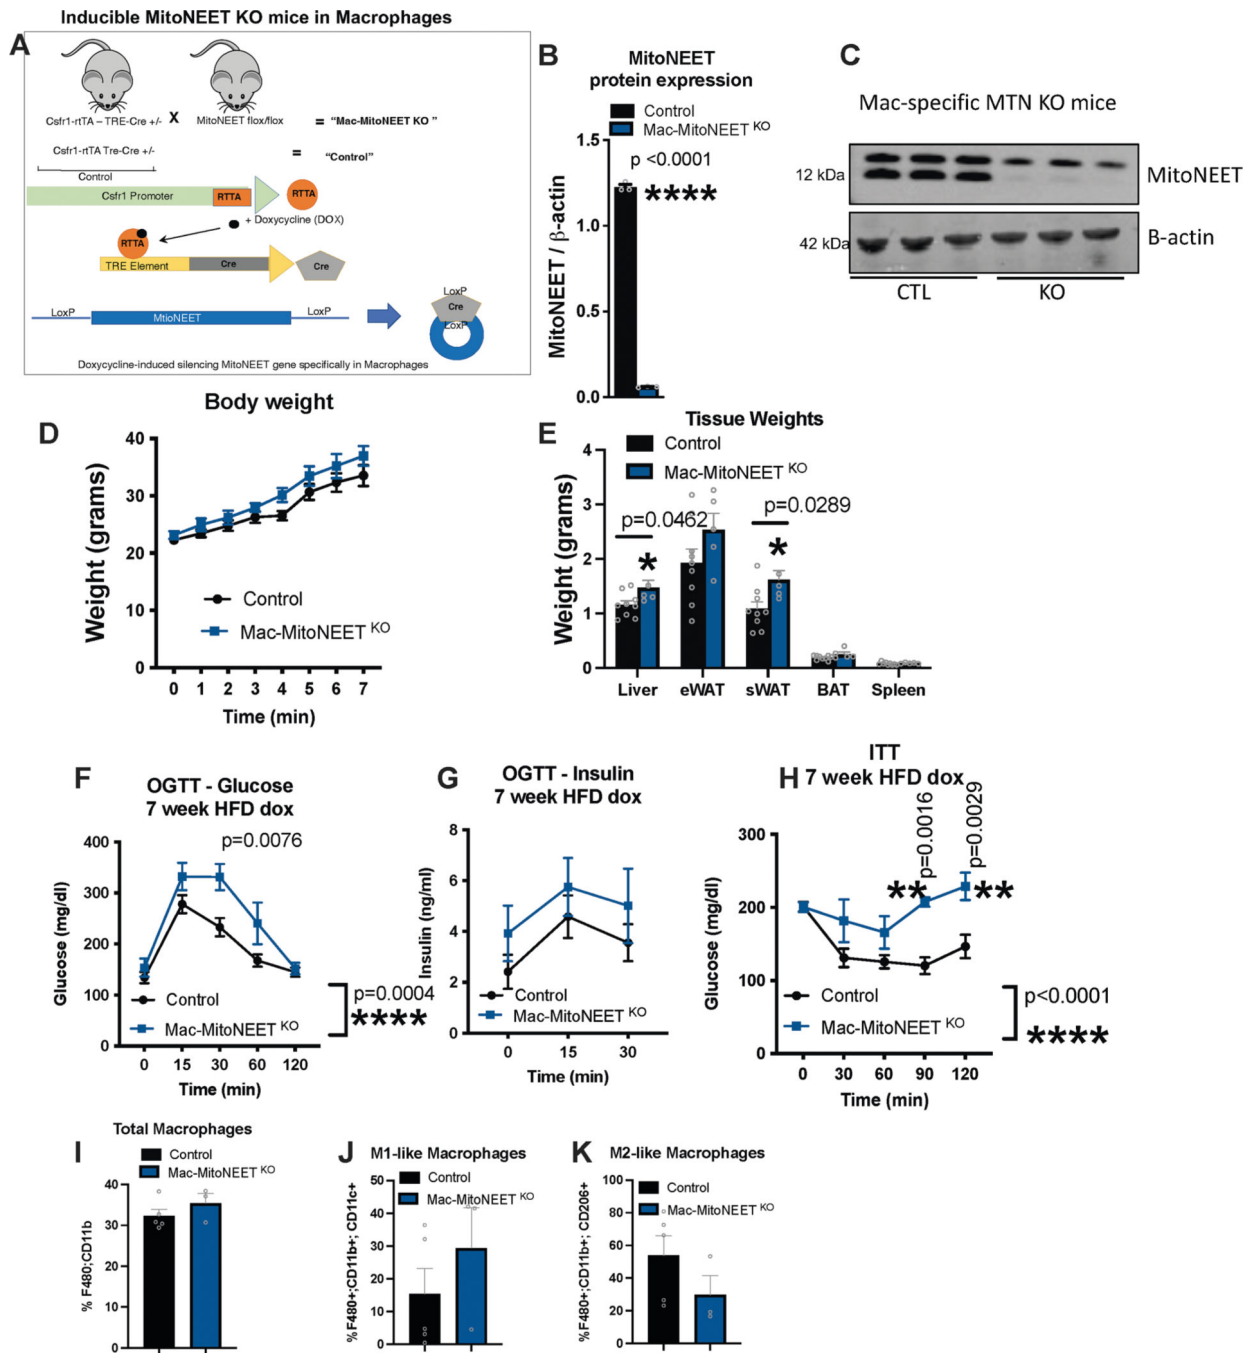 Inducible MitoNEET KO mice in Macrophages
A
Csfr1-rtTA – TRE-Cre +/-
X
MitoNEET flox/flox
= "Mac-MitoNEET KO "
Csfr1-rtTA Tre-Cre +/-
=
"Control"
Control
Csfr1 Promoter
RTTA
RTTA
+ Doxycycline (DOX)
RTTA
TRE Element
Cre
Cre
LoxP
MtioNEET
LoxP
LoxP
Cre
LoxP
Doxycycline-induced silencing MitoNEET gene specifically in Macrophages
B
MitoNEET
protein expression
Control
Mac-MitoNEET KO
p <0.0001
****
MitoNEET / β-actin
1.5
1.0
0.5
0.0
C
Mac-specific MTN KO mice
12 kDa
MitoNEET
42 kDa
B-actin
CTL
KO
D
Body weight
Weight (grams)
40
30
20
10
0
Control
Mac-MitoNEET KO
0 1 2 3 4 5 6 7
Time (min)
E
Tissue Weights
Control
Mac-MitoNEET KO
Weight (grams)
4
3
2
1
0
p=0.0462
*
p=0.0289
*
Liver eWAT sWAT BAT Spleen
F
OGTT - Glucose
7 week HFD dox
p=0.0076
Glucose (mg/dl)
400
300
200
100
0
Control
Mac-MitoNEET KO
p=0.0004
****
0 15 30 60 120
Time (min)
G
OGTT - Insulin
7 week HFD dox
Insulin (ng/ml)
8
6
4
2
0
Control
Mac-MitoNEET KO
0 15 30
Time (min)
H
ITT
7 week HFD dox
p=0.0016
p=0.0029
**
**
Glucose (mg/dl)
300
200
100
0
Control
Mac-MitoNEET KO
p<0.0001
****
0 30 60 90 120
Time (min)
I
Total Macrophages
Control
Mac-MitoNEET KO
% F480;CD11b
40
30
20
10
0
J
M1-like Macrophages
Control
Mac-MitoNEET KO
%F480+;CD11b+; CD11c+
50
40
30
20
10
0
K
M2-like Macrophages
Control
Mac-MitoNEET KO
%F480+;CD11b+; CD206+
100
80
60
40
20
0